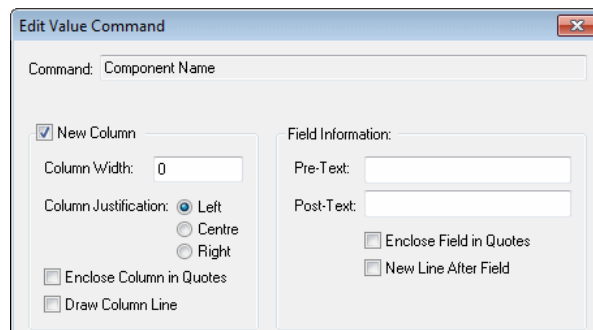 Edit Value Command
Command: Component Name
New Column
Column Width: 0
Column Justification: Left
Centre
Right
Enclose Column in Quotes
Draw Column Line
Field Information:
Pre-Text:
Post-Text:
Enclose Field in Quotes
New Line After Field